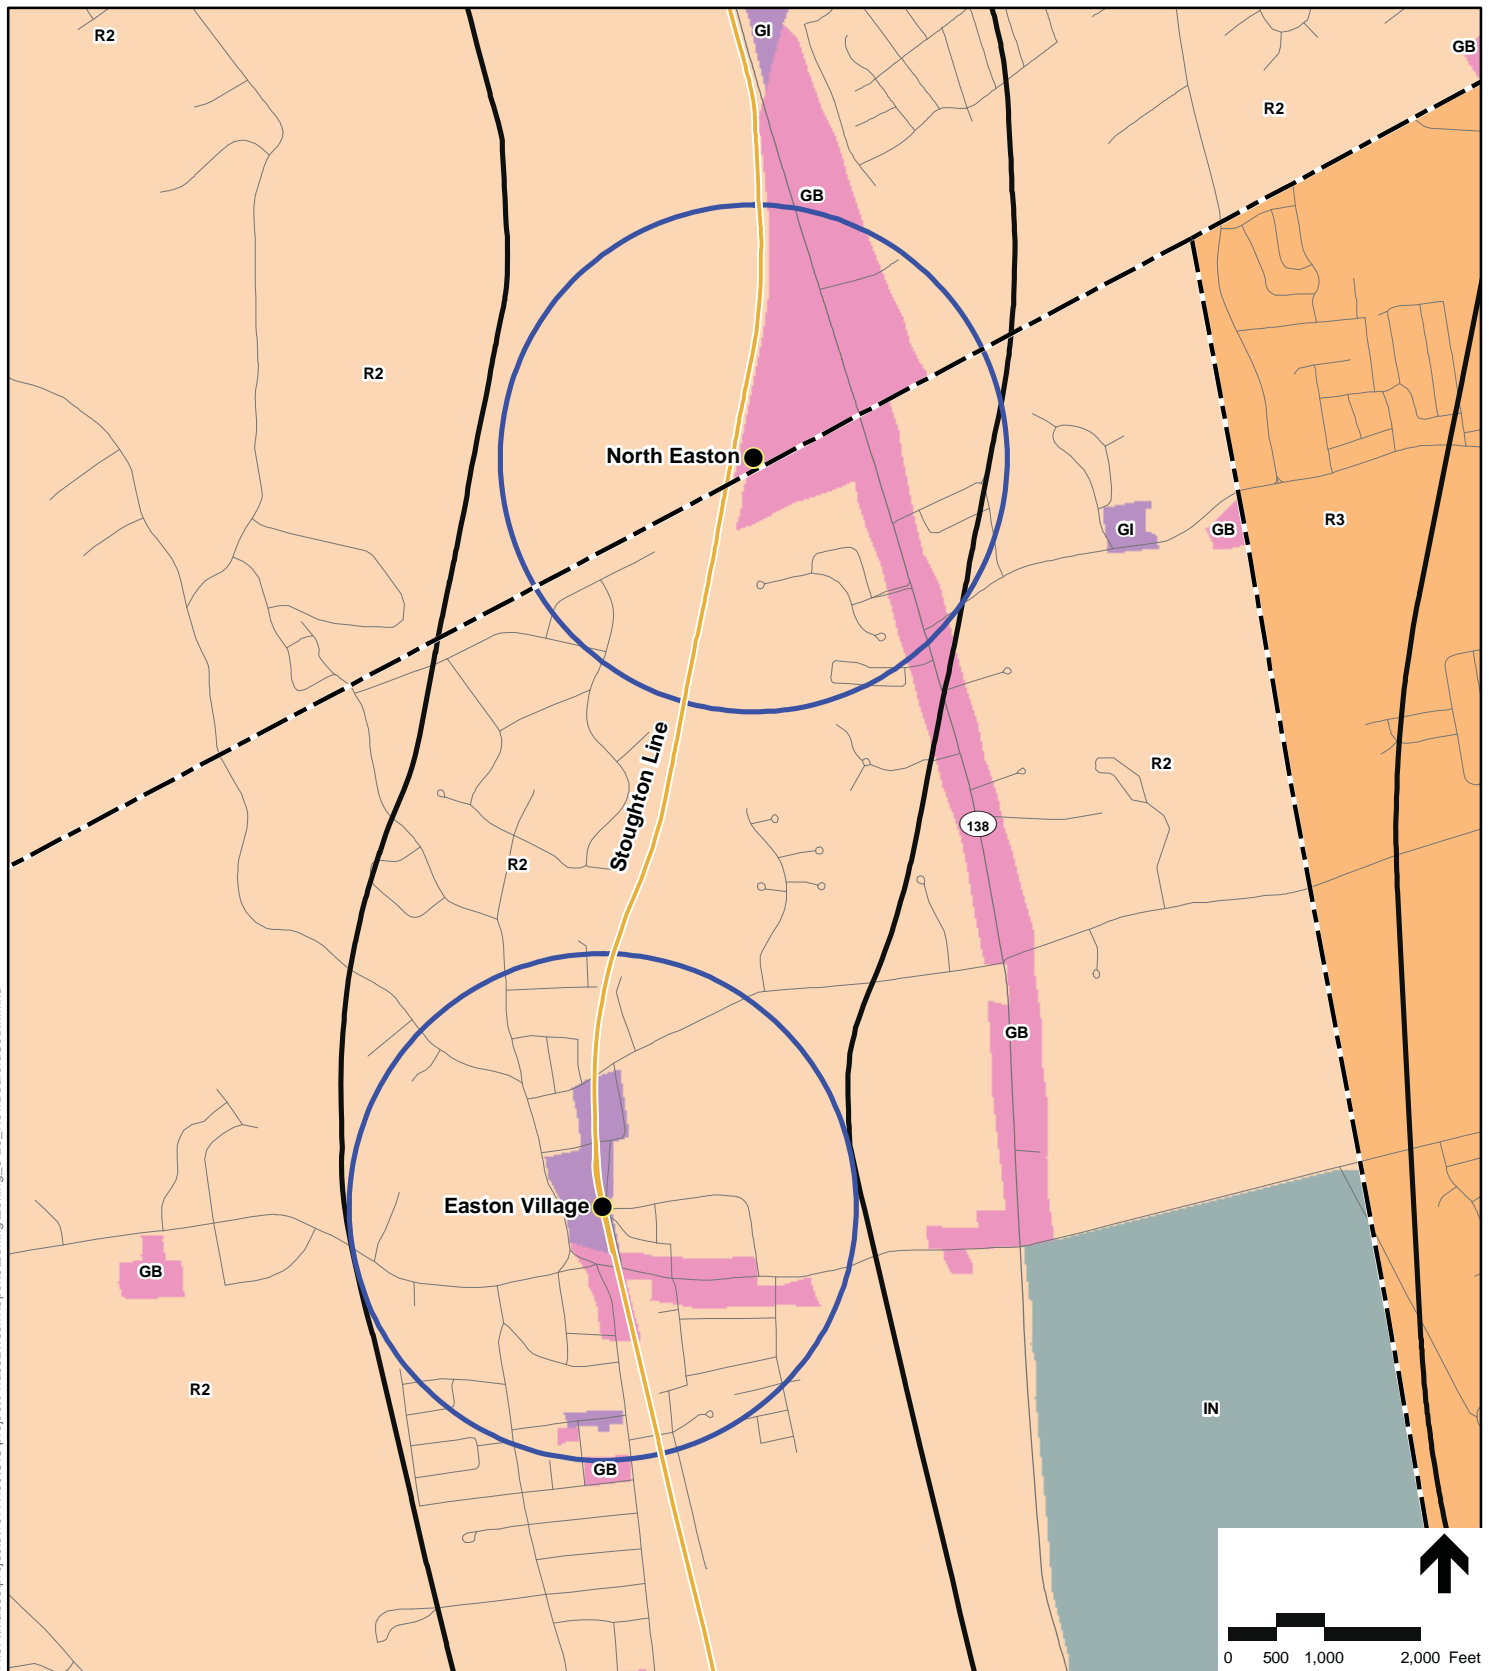 R2
GI
GB
R2
GB
R2
North Easton
GI
GB
R3
Stoughton Line
R2
138
R2
GB
Easton Village
GB
R2
IN
GB
0 500 1,000 2,000 Feet